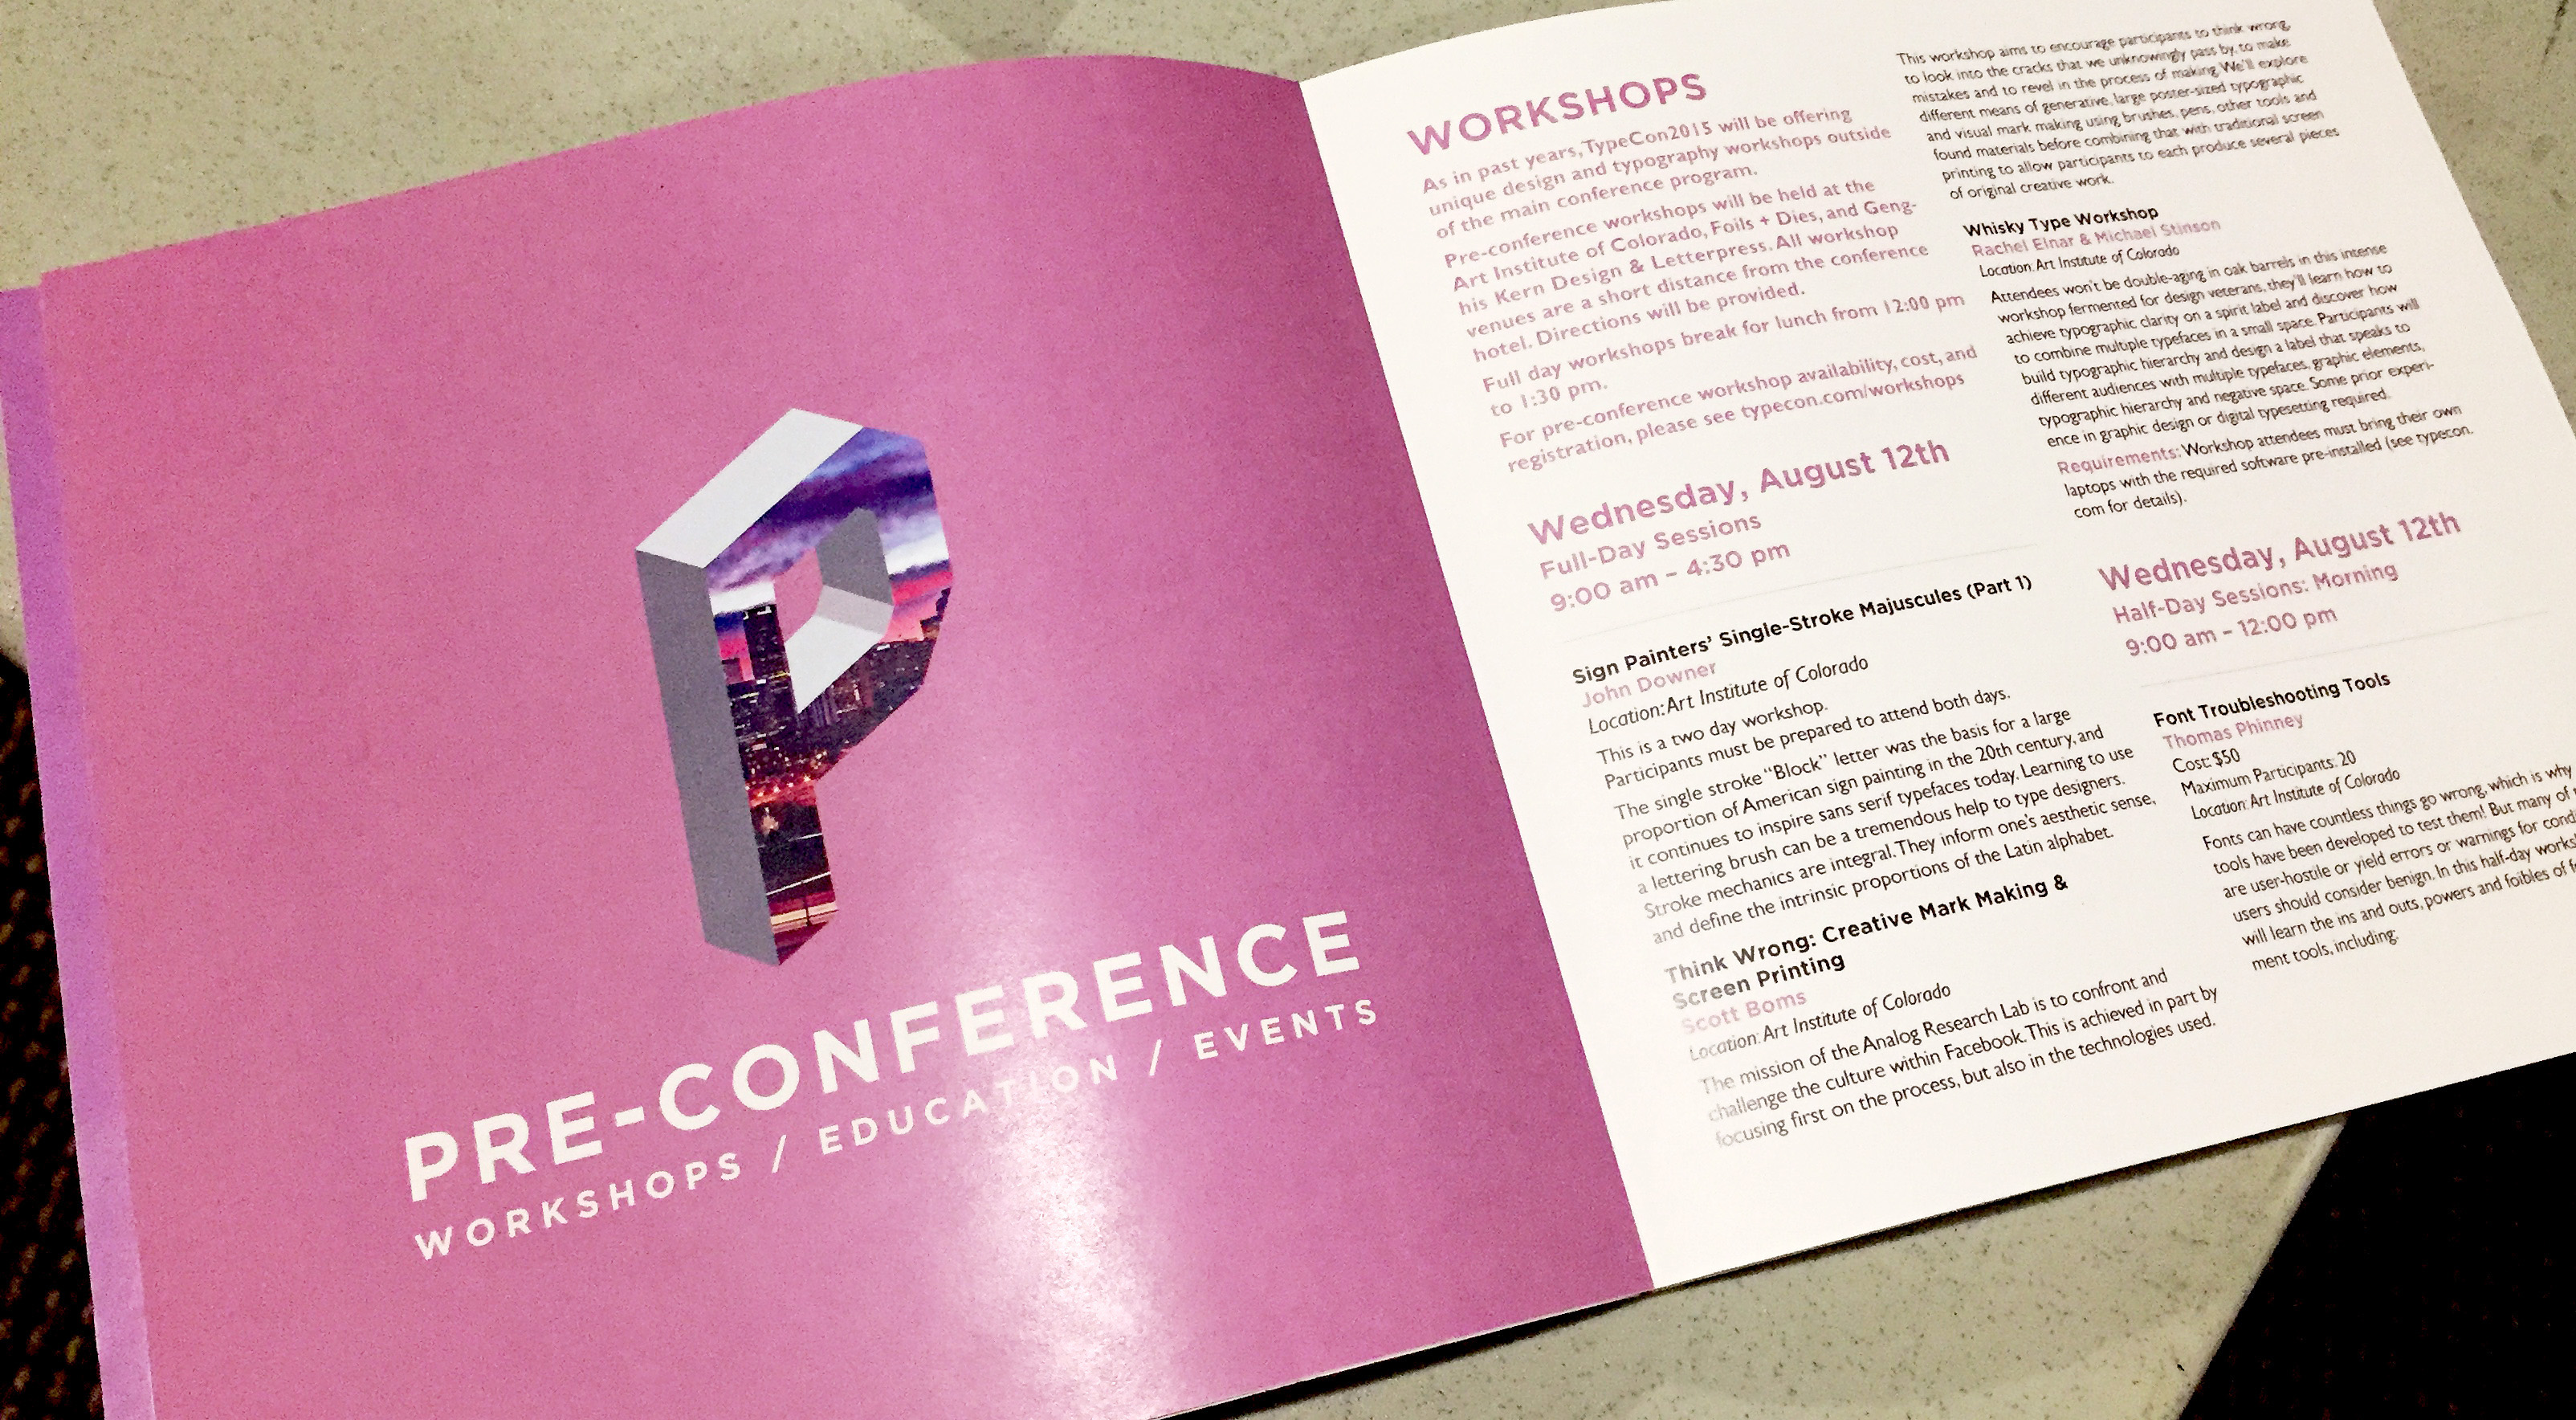 P
PRE-CONFERENCE
WORKSHOPS / EDUCATION / EVENTS
WORKSHOPS
As in past years, TypeCon2015 will be offering
unique design and typography workshops outside
of the main conference program.
Pre-conference workshops will be held at the
Art Institute of Colorado, Foils + Dies, and Geng-
his Kern Design & Letterpress. All workshop
venues are a short distance from the conference
hotel. Directions will be provided.
Full day workshops break for lunch from 12:00 pm
to 1:30 pm.
For pre-conference workshop availability, cost, and
registration, please see typecon.com/workshops
Wednesday, August 12th
Full-Day Sessions
9:00 am – 4:30 pm
Sign Painters’ Single-Stroke Majuscules (Part 1)
John Downer
Location: Art Institute of Colorado
This is a two day workshop.
Participants must be prepared to attend both days.
The single stroke “Block” letter was the basis for a large
proportion of American sign painting in the 20th century, and
it continues to inspire sans serif typefaces today. Learning to use
a lettering brush can be a tremendous help to type designers.
Stroke mechanics are integral. They inform one’s aesthetic sense,
and define the intrinsic proportions of the Latin alphabet.
Think Wrong: Creative Mark Making &
Screen Printing
Scott Boms
Location: Art Institute of Colorado
The mission of the Analog Research Lab is to confront and
challenge the culture within Facebook. This is achieved in part by
focusing first on the process, but also in the technologies used.
This workshop aims to encourage participants to think wrong,
to look into the cracks that we unknowingly pass by, to make
mistakes and to revel in the process of making. We’ll explore
different means of generative, large poster-sized typographic
and visual mark making using brushes, pens, other tools and
found materials before combining that with traditional screen
printing to allow participants to each produce several pieces
of original creative work.
Whisky Type Workshop
Rachel Elnar & Michael Stinson
Location: Art Institute of Colorado
Attendees won’t be double-aging in oak barrels in this intense
workshop fermented for design veterans, they’ll learn how to
achieve typographic clarity on a spirit label and discover how
to combine multiple typefaces in a small space. Participants will
build typographic hierarchy and design a label that speaks to
different audiences with multiple typefaces, graphic elements,
typographic hierarchy and negative space. Some prior experi-
ence in graphic design or digital typesetting required.
Requirements: Workshop attendees must bring their own
laptops with the required software pre-installed (see typecon.
com for details).
Wednesday, August 12th
Half-Day Sessions: Morning
9:00 am – 12:00 pm
Font Troubleshooting Tools
Thomas Phinney
Cost: $50
Maximum Participants: 20
Location: Art Institute of Colorado
Fonts can have countless things go wrong, which is why
tools have been developed to test them! But many of
are user-hostile or yield errors or warnings for
users should consider benign. In this half-day
will learn the ins and outs, powers and foibles of
ment tools, including: